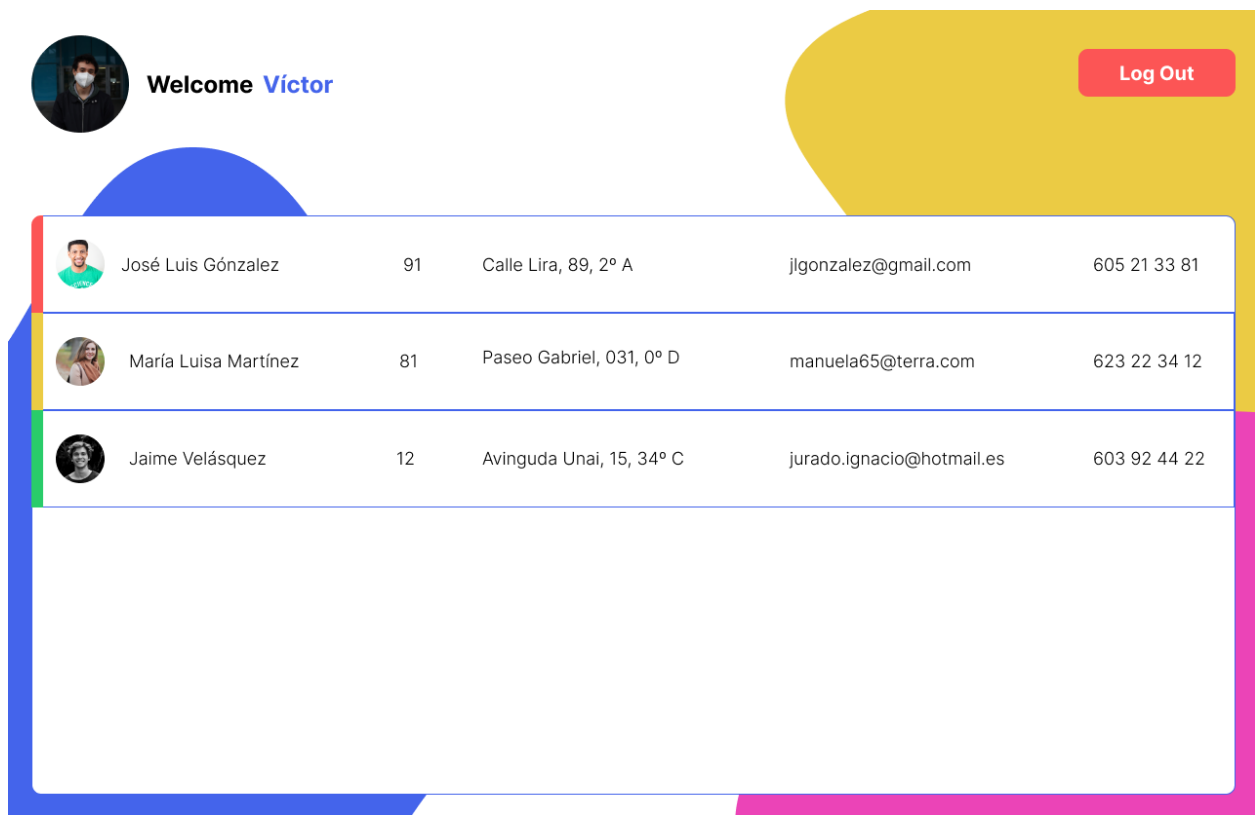 Welcome Víctor
Log Out
José Luis Gónzalez 91 Calle Lira, 89, 2º A jlgonzalez@gmail.com 605 21 33 81
María Luisa Martínez 81 Paseo Gabriel, 031, 0º D manuela65@terra.com 623 22 34 12
Jaime Velásquez 12 Avinguda Unai, 15, 34º C jurado.ignacio@hotmail.es 603 92 44 22